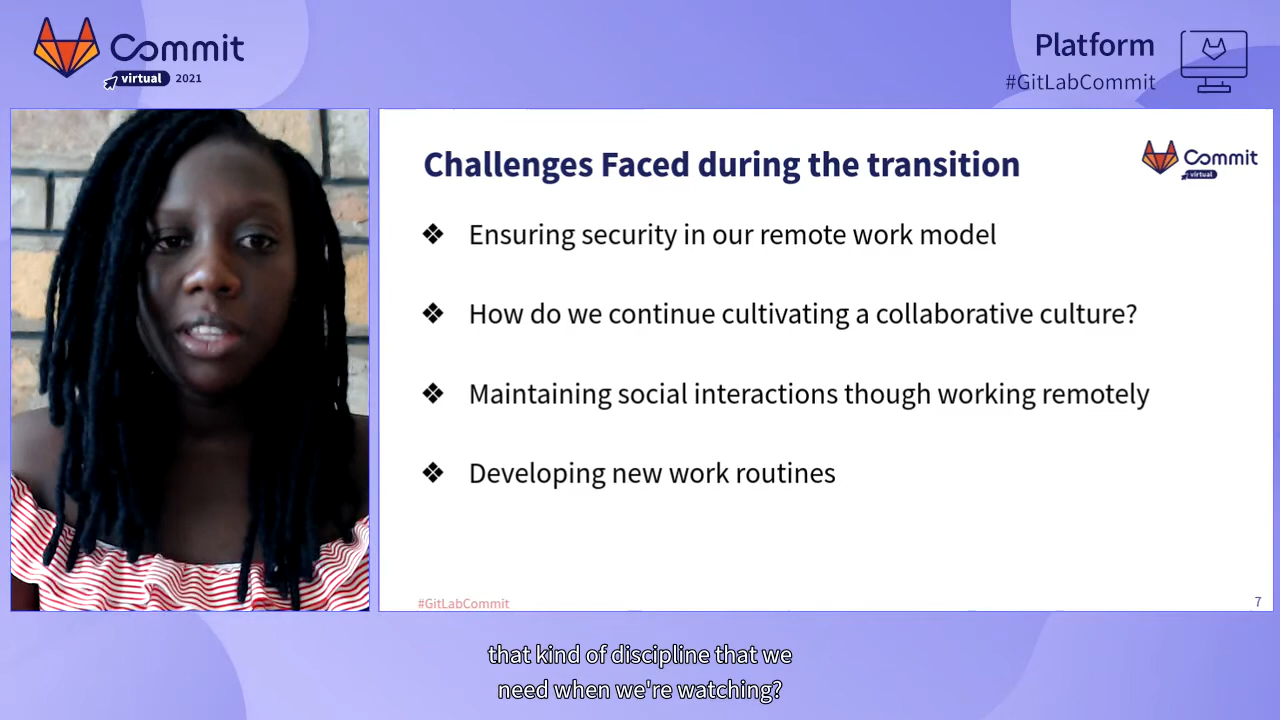 Commit
virtual 2021
Platform
#GitLabCommit
Challenges Faced during the transition
Commit
virtual
❖ Ensuring security in our remote work model
❖ How do we continue cultivating a collaborative culture?
❖ Maintaining social interactions though working remotely
❖ Developing new work routines
#GitLabCommit
7
that kind of discipline that we
need when we're watching?